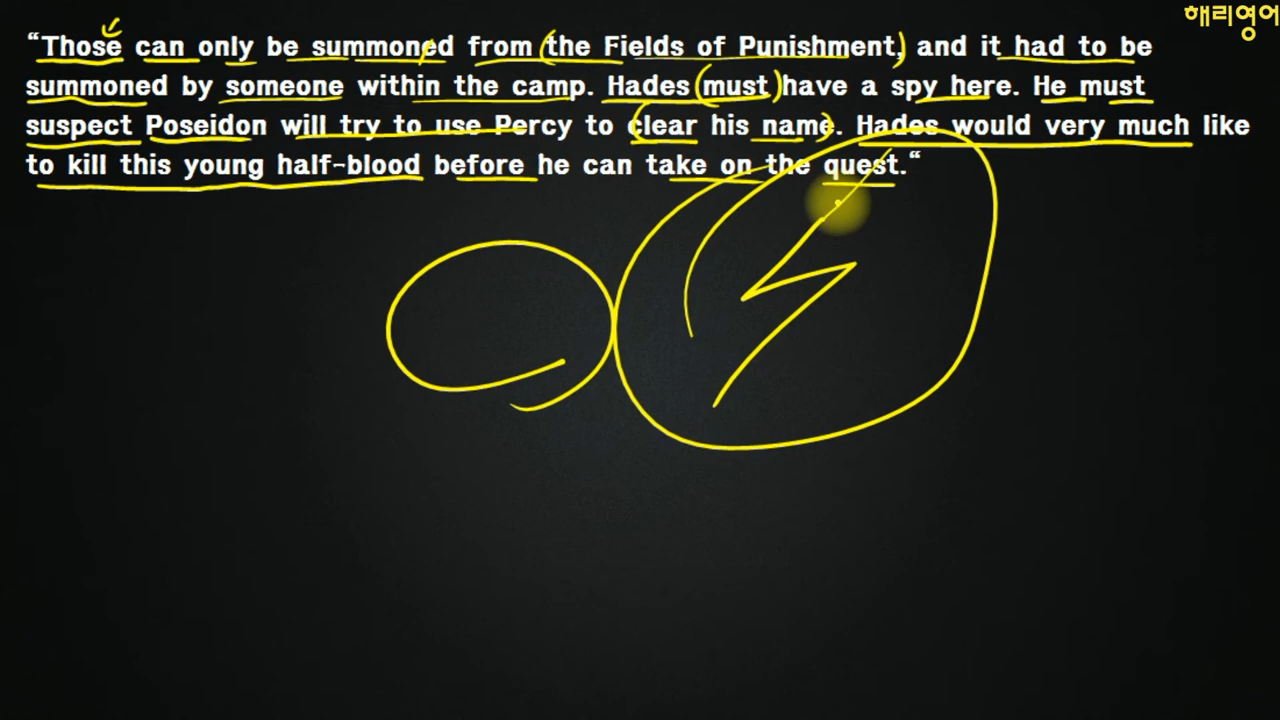 해리영어
“Those can only be summoned from the Fields of Punishment, and it had to be
summoned by someone within the camp. Hades must have a spy here. He must
suspect Poseidon will try to use Percy to clear his name. Hades would very much like
to kill this young half-blood before he can take on the quest.“